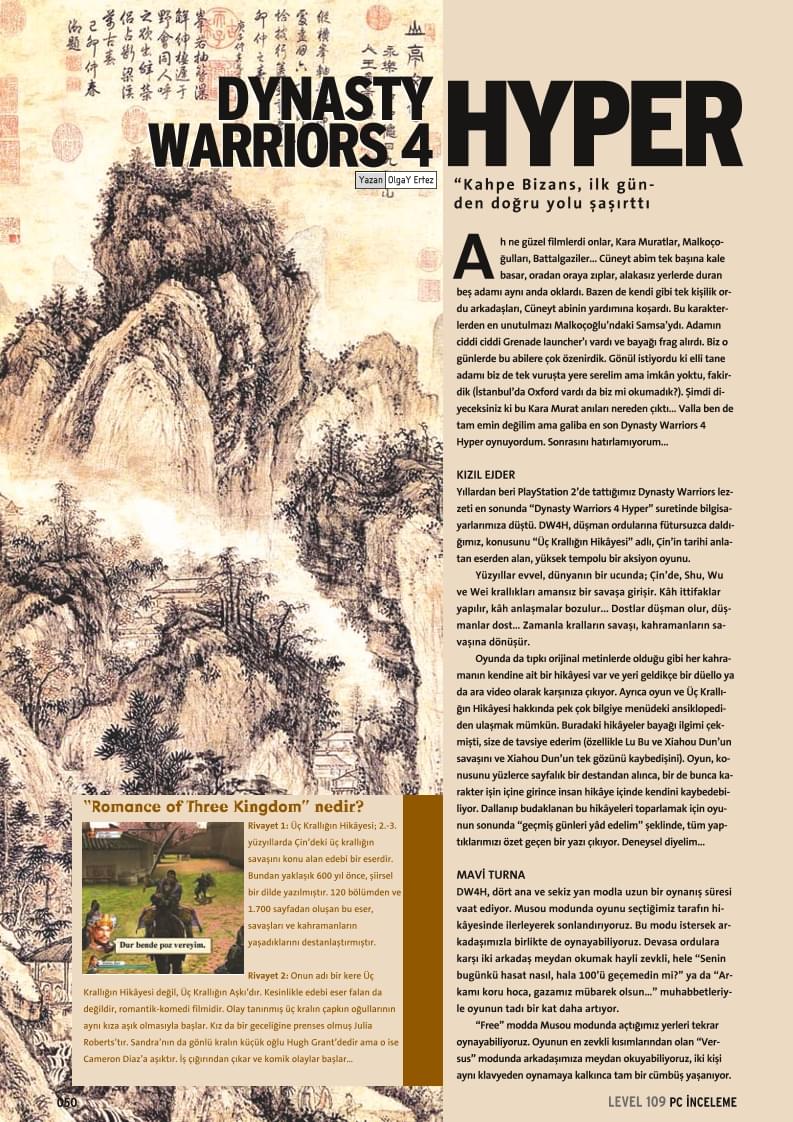 DYNASTY
WARRIORS 4 HYPER
Yazan OlgaY Ertez
“Kahpe Bizans, ilk gün-
den doğru yolu şaşırttı
Ah ne güzel filmlerdi onlar, Kara Muratlar, Malkoço-
ğulları, Battalgaziler... Cüneyt abim tek başına kale
basar, oradan oraya zıplar, alakasız yerlerde duran
beş adamı aynı anda oklardı. Bazen de kendi gibi tek kişilik or-
du arkadaşları, Cüneyt abinin yardımına koşardı. Bu karakter-
lerden en unutulmazı Malkoçoğlu’ndaki Samsa’ydı. Adamın
ciddi ciddi Grenade launcher’ı vardı ve bayağı frag alırdı. Biz o
günlerde bu abilere çok özenirdik. Gönül istiyordu ki elli tane
adamı biz de tek vuruşta yere serelim ama imkân yoktu, fakir-
dik (İstanbul’da Oxford vardı da biz mi okumadık?). Şimdi di-
yeceksiniz ki bu Kara Murat anıları nereden çıktı... Valla ben de
tam emin değilim ama galiba en son Dynasty Warriors 4
Hyper oynuyordum. Sonrasını hatırlamıyorum...
KIZIL EJDER
Yıllardan beri PlayStation 2’de tattığımız Dynasty Warriors lez-
zeti en sonunda “Dynasty Warriors 4 Hyper” suretinde bilgisa-
yarlarımıza düştü. DW4H, düşman ordularına fütursuzca daldı-
ğımız, konusunu “Üç Krallığın Hikâyesi” adlı, Çin’in tarihi anla-
tan eserden alan, yüksek tempolu bir aksiyon oyunu.
Yüzyıllar evvel, dünyanın bir ucunda; Çin’de, Shu, Wu
ve Wei krallıkları amansız bir savaşa girişir. Kâh ittifaklar
yapılır, kâh anlaşmalar bozulur... Dostlar düşman olur, düş-
manlar dost... Zamanla kralların savaşı, kahramanların sa-
vaşına dönüşür.
Oyunda da tıpkı orijinal metinlerde olduğu gibi her kahra-
manın kendine ait bir hikâyesi var ve yeri geldikçe bir düello ya
da ara video olarak karşınıza çıkıyor. Ayrıca oyun ve Üç Krallı-
ğın Hikâyesi hakkında pek çok bilgiye menüdeki ansiklopedi-
den ulaşmak mümkün. Buradaki hikâyeler bayağı ilgimi çek-
mişti, size de tavsiye ederim (özellikle Lu Bu ve Xiahou Dun’un
savaşını ve Xiahou Dun’un tek gözünü kaybedişini). Oyun, ko-
nusunu yüzlerce sayfalık bir destandan alınca, bir de bunca ka-
rakter işin içine girince insan hikâye içinde kendini kaybedebi-
liyor. Dallanıp budaklanan bu hikâyeleri toparlamak için oyu-
nun sonunda “geçmiş günleri yâd edelim” şeklinde, tüm yap-
tıklarımızı özet geçen bir yazı çıkıyor. Deneysel diyelim...
MAVİ TURNA
DW4H, dört ana ve sekiz yan modla uzun bir oynanış süresi
vaat ediyor. Musou modunda oyunu seçtiğimiz tarafın hi-
kâyesinde ilerleyerek sonlandırıyoruz. Bu modu istersek ar-
kadaşımızla birlikte de oynayabiliyoruz. Devasa ordulara
karşı iki arkadaş meydan okumak hayli zevkli, hele “Senin
bugünkü hasat nasıl, hala 100’ü geçemedin mi?” ya da “Ar-
kamı koru hoca, gazamız mübarek olsun...” muhabbetleriy-
le oyunun tadı bir kat daha artıyor.
“Free” modda Musou modunda açtığımız yerleri tekrar
oynayabiliyoruz. Oyunun en zevkli kısımlarından olan “Ver-
sus” modunda arkadaşımıza meydan okuyabiliyoruz, iki kişi
aynı klavyeden oynamaya kalkınca tam bir cümbüş yaşanıyor.
“Romance of Three Kingdom” nedir?
Rivayet 1: Üç Krallığın Hikâyesi; 2.-3.
yüzyıllarda Çin’deki üç krallığın
savaşını konu alan edebi bir eserdir.
Bundan yaklaşık 600 yıl önce, şiirsel
bir dilde yazılmıştır. 120 bölümden ve
1.700 sayfadan oluşan bu eser,
savaşları ve kahramanların
yaşadıklarını destanlaştırmıştır.
Dur bende poz vereyim.
Rivayet 2: Onun adı bir kere Üç
Krallığın Hikâyesi değil, Üç Krallığın Aşkı’dır. Kesinlikle edebi eser falan da
değildir, romantik-komedi filmidir. Olay tanınmış üç kralın çapkın oğullarının
aynı kıza aşık olmasıyla başlar. Kız da bir geceliğine prenses olmuş Julia
Roberts’tır. Sandra’nın da gönlü kralın küçük oğlu Hugh Grant’dedir ama o ise
Cameron Diaz’a aşıktır. İş çığırından çıkar ve komik olaylar başlar...
050
LEVEL 109 PC İNCELEME